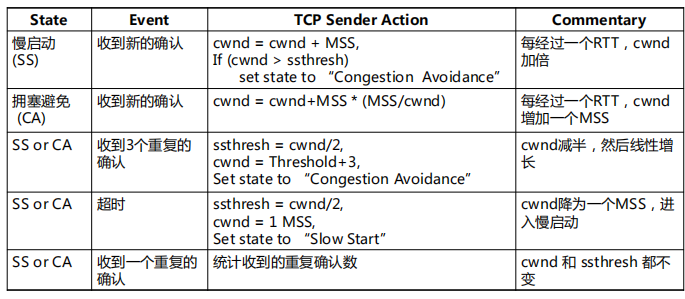 State Event TCP Sender Action Commentary
慢启动 收到新的确认 cwnd = cwnd + MSS, 每经过一个RTT，cwnd
(SS) If (cwnd > ssthresh) 加倍
set state to “Congestion Avoidance”
拥塞避免 收到新的确认 cwnd = cwnd+MSS * (MSS/cwnd) 每经过一个RTT，cwnd
(CA) 增加一个MSS
SS or CA 收到3个重复的 ssthresh = cwnd/2, cwnd减半，然后线性增
确认 cwnd = Threshold+3, 长
Set state to “Congestion Avoidance”
SS or CA 超时 ssthresh = cwnd/2, cwnd降为一个MSS，进
cwnd = 1 MSS, 入慢启动
Set state to “Slow Start”
SS or CA 收到一个重复的 统计收到的重复确认数 cwnd 和 ssthresh 都不
确认 变